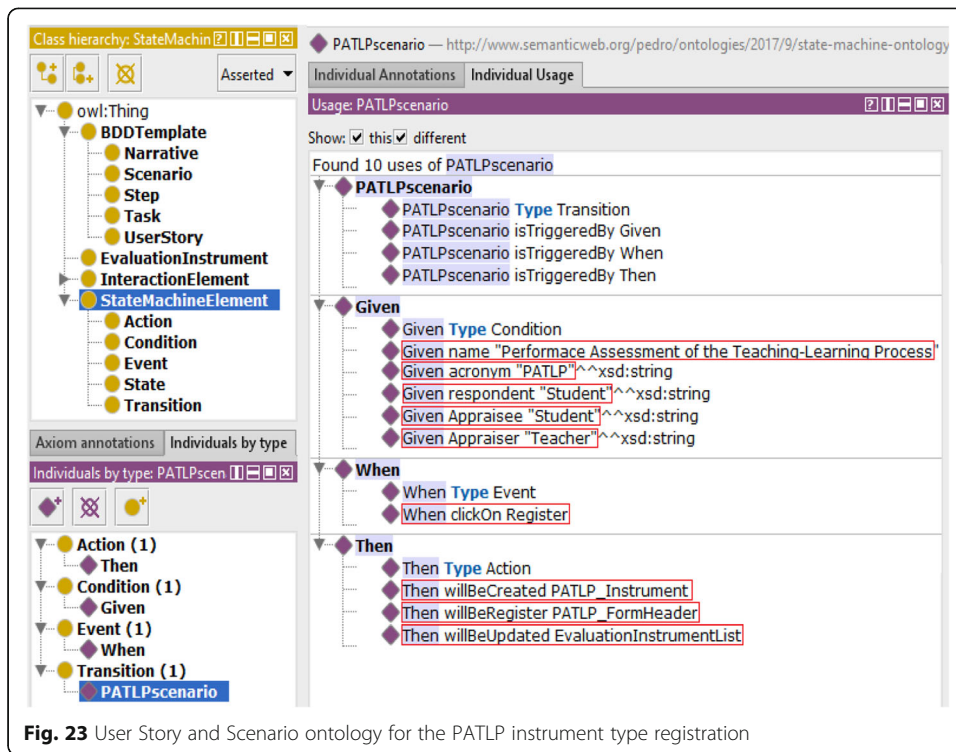 Class hierarchy: StateMachin
Asserted
owl:Thing
BDDTemplate
Narrative
Scenario
Step
Task
UserStory
EvaluationInstrument
InteractionElement
StateMachineElement
Action
Condition
Event
State
Transition
Axiom annotations Individuals by type
Individuals by type: PATLPscen
Action (1)
Then
Condition (1)
Given
Event (1)
When
Transition (1)
PATLPscenario
PATLPscenario — http://www.semanticweb.org/pedro/ontologies/2017/9/state-machine-ontology
Individual Annotations Individual Usage
Usage: PATLPscenario
Show: this different
Found 10 uses of PATLPscenario
PATLPscenario
PATLPscenario Type Transition
PATLPscenario isTriggeredBy Given
PATLPscenario isTriggeredBy When
PATLPscenario isTriggeredBy Then
Given
Given Type Condition
Given name "Performace Assessment of the Teaching-Learning Process"
Given acronym "PATLP"^^xsd:string
Given respondent "Student"^^xsd:string
Given Appraisee "Student"^^xsd:string
Given Appraiser "Teacher"^^xsd:string
When
When Type Event
When clickOn Register
Then
Then Type Action
Then willBeCreated PATLP_Instrument
Then willBeRegister PATLP_FormHeader
Then willBeUpdated EvaluationInstrumentList
Fig. 23 User Story and Scenario ontology for the PATLP instrument type registration